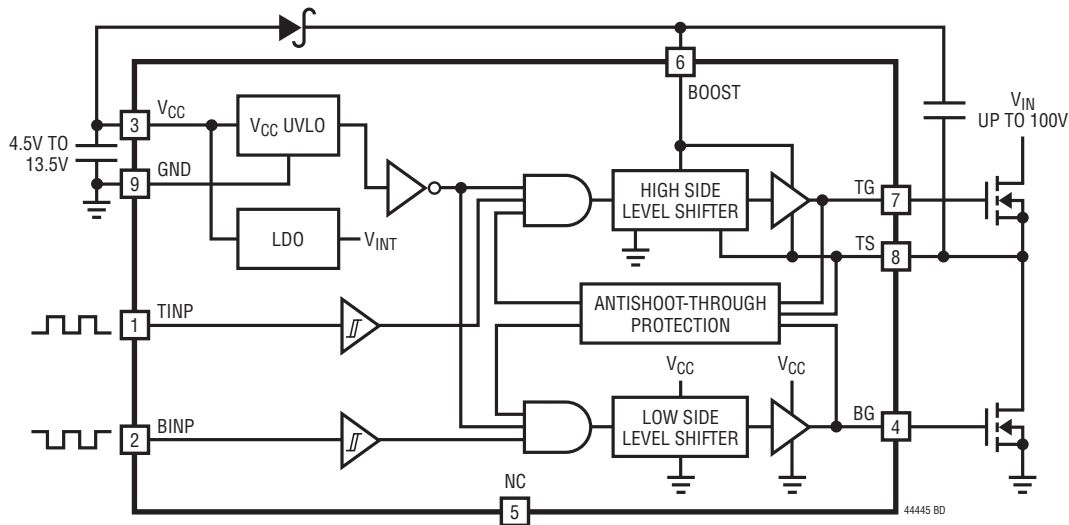 6
BOOST
VCC
3
VCC UVLO
4.5V TO
13.5V
GND
9
VIN
UP TO 100V
HIGH SIDE
LEVEL SHIFTER
TG
7
LDO
VINT
TS
8
TINP
1
ANTISHOOT-THROUGH
PROTECTION
VCC
VCC
BINP
2
LOW SIDE
LEVEL SHIFTER
BG
4
NC
5
44445 BD